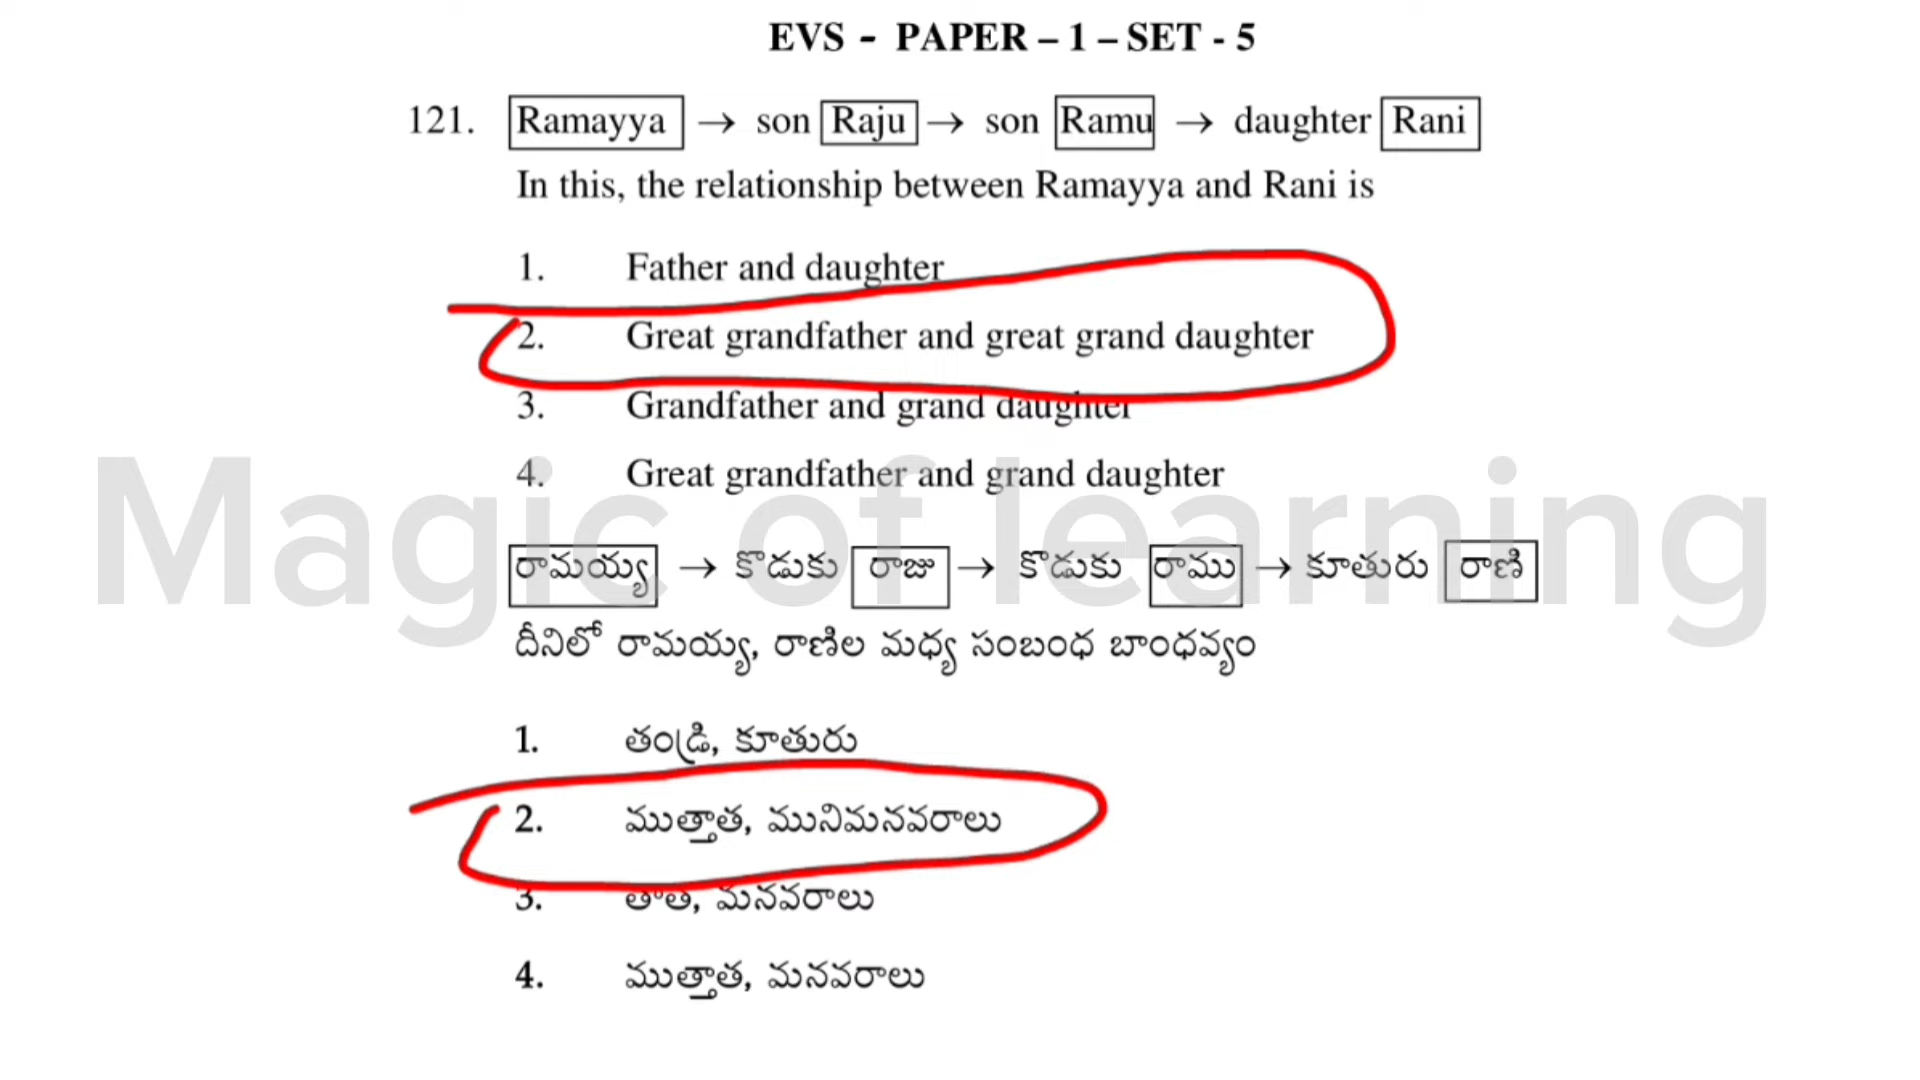 EVS - PAPER – 1 – SET - 5
121. Ramayya → son Raju → son Ramu → daughter Rani
In this, the relationship between Ramayya and Rani is
1. Father and daughter
2. Great grandfather and great grand daughter
3. Grandfather and grand daughter
4. Great grandfather and grand daughter
Magic of learning
రామయ్య → కొడుకు రాజు → కొడుకు రాము → కూతురు రాణి
దీనిలో రామయ్య, రాణిల మధ్య సంబంధ బాంధవ్యం
1. తండ్రి, కూతురు
2. ముత్తాత, మునిమనవరాలు
3. తాత, మనవరాలు
4. ముత్తాత, మనవరాలు